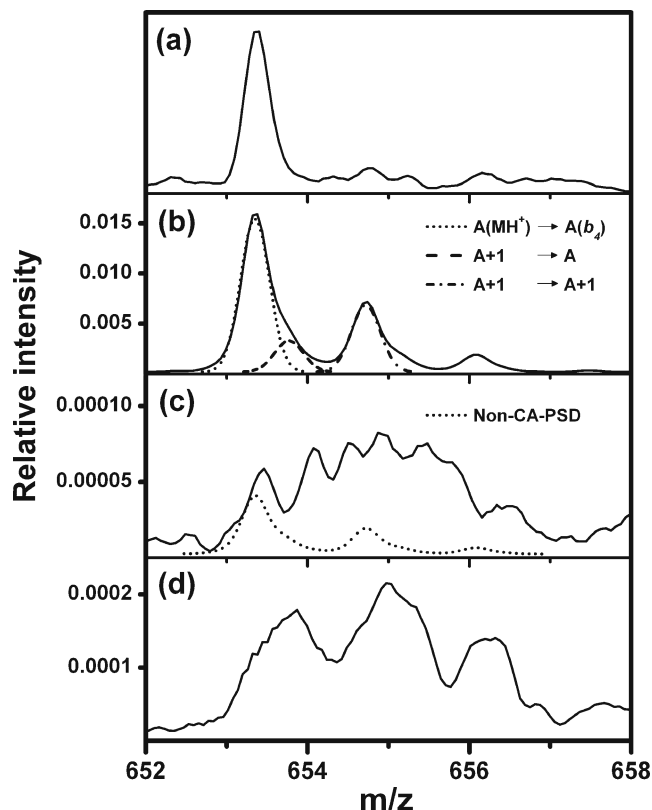 (a)
(b)
0.015
0.010
0.005
A(MH⁺) → A(b₄)
A+1 → A
A+1 → A+1
(c)
0.00010
0.00005
Non-CA-PSD
(d)
0.0002
0.0001
Relative intensity
652 654 656 658
m/z